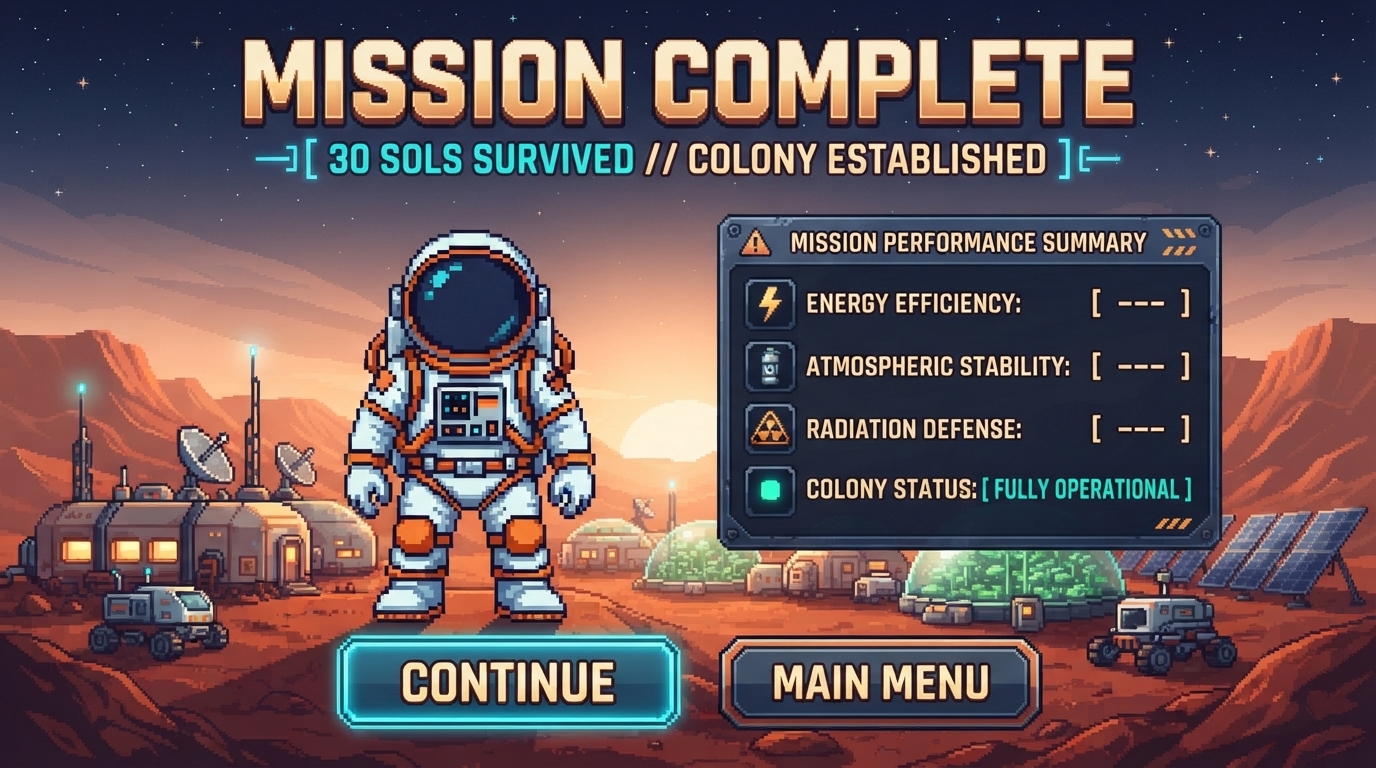 MISSION COMPLETE
[ 30 SOLS SURVIVED // COLONY ESTABLISHED ]
MISSION PERFORMANCE SUMMARY
ENERGY EFFICIENCY: [ --- ]
ATMOSPHERIC STABILITY: [ --- ]
RADIATION DEFENSE: [ --- ]
COLONY STATUS: [ FULLY OPERATIONAL ]
CONTINUE
MAIN MENU